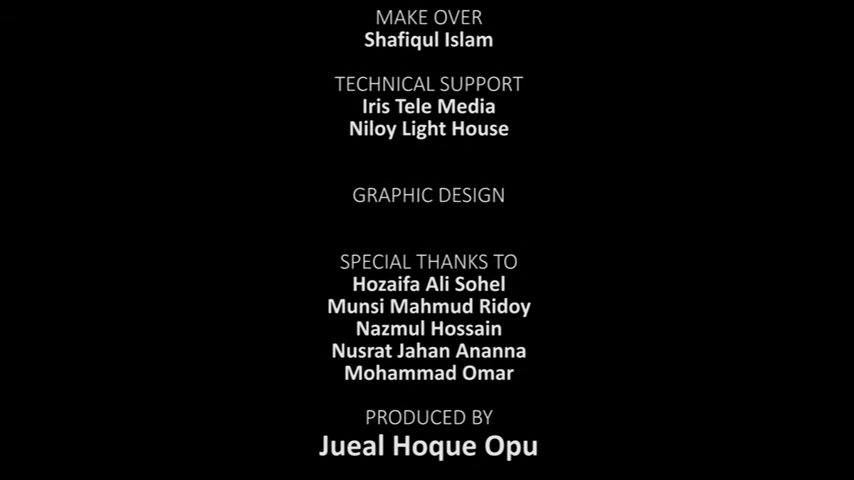 MAKE OVER
Shafiqul Islam
TECHNICAL SUPPORT
Iris Tele Media
Niloy Light House
GRAPHIC DESIGN
SPECIAL THANKS TO
Hozaifa Ali Sohel
Munsi Mahmud Ridoy
Nazmul Hossain
Nusrat Jahan Ananna
Mohammad Omar
PRODUCED BY
Jueal Hoque Opu